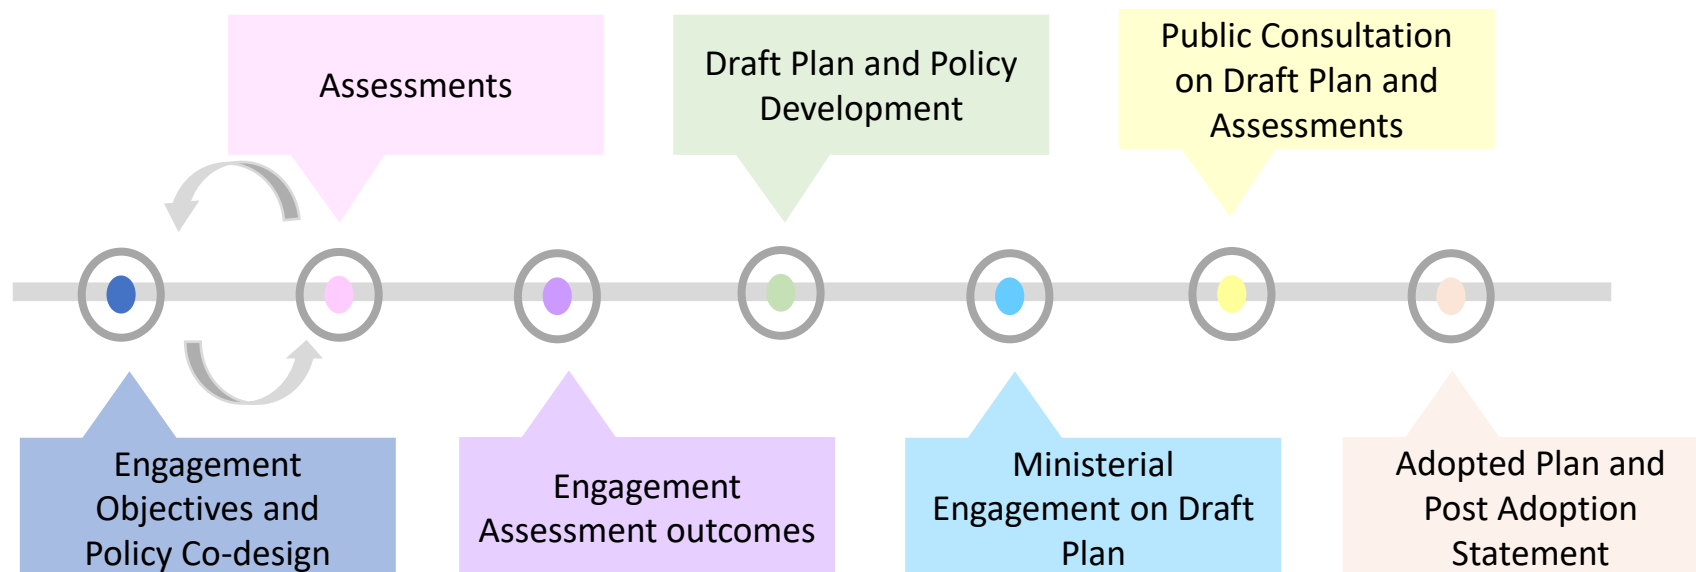 Assessments
Draft Plan and Policy
Development
Public Consultation
on Draft Plan and
Assessments
Engagement
Objectives and
Policy Co-design
Engagement
Assessment outcomes
Ministerial
Engagement on Draft
Plan
Adopted Plan and
Post Adoption
Statement